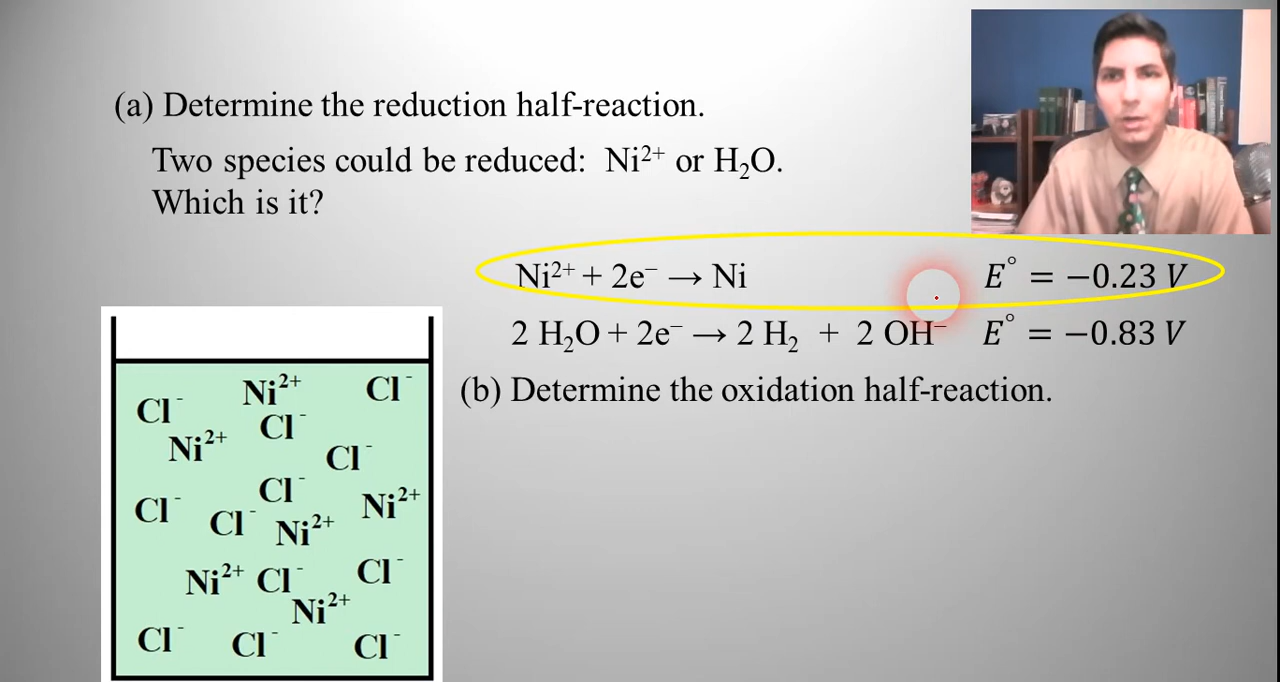 (a) Determine the reduction half-reaction.
Two species could be reduced: Ni²⁺ or H₂O.
Which is it?
Ni²⁺ + 2e⁻ → Ni E° = −0.23 V
2 H₂O + 2e⁻ → 2 H₂ + 2 OH⁻ E° = −0.83 V
(b) Determine the oxidation half-reaction.
Ni²⁺ Cl⁻
Cl⁻
Cl⁻
Ni²⁺
Cl⁻
Cl⁻
Ni²⁺
Cl⁻
Cl⁻ Ni²⁺
Cl⁻
Ni²⁺ Cl⁻
Ni²⁺
Cl⁻ Cl⁻ Cl⁻